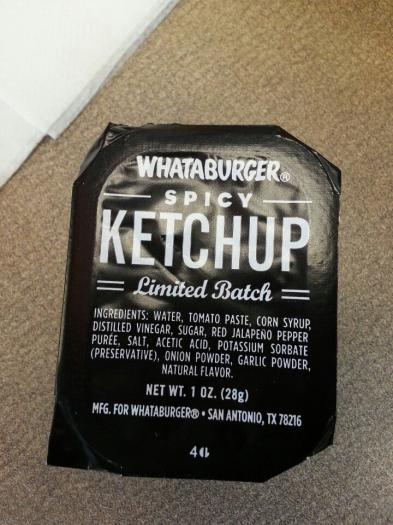 WHATABURGER®
SPICY
KETCHUP
Limited Batch
INGREDIENTS: WATER, TOMATO PASTE, CORN SYRUP,
DISTILLED VINEGAR, SUGAR, RED JALAPEÑO PEPPER
PURÉE, SALT, ACETIC ACID, POTASSIUM SORBATE
(PRESERVATIVE), ONION POWDER, GARLIC POWDER,
NATURAL FLAVOR.
NET WT. 1 OZ. (28g)
MFG. FOR WHATABURGER® • SAN ANTONIO, TX 78216